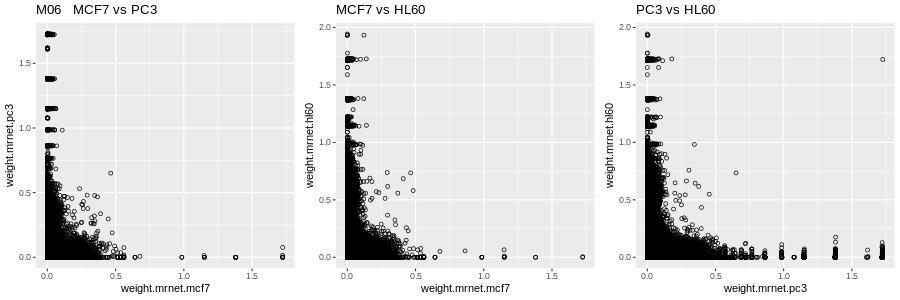 M06 MCF7 vs PC3
MCF7 vs HL60
PC3 vs HL60
weight.mrnet.pc3
1.5
1.0
0.5
0.0
0.0 0.5 1.0 1.5
weight.mrnet.mcf7
weight.mrnet.hl60
2.0
1.5
1.0
0.5
0.0
0.0 0.5 1.0 1.5
weight.mrnet.mcf7
weight.mrnet.hl60
2.0
1.5
1.0
0.5
0.0
0.0 0.5 1.0 1.5
weight.mrnet.pc3